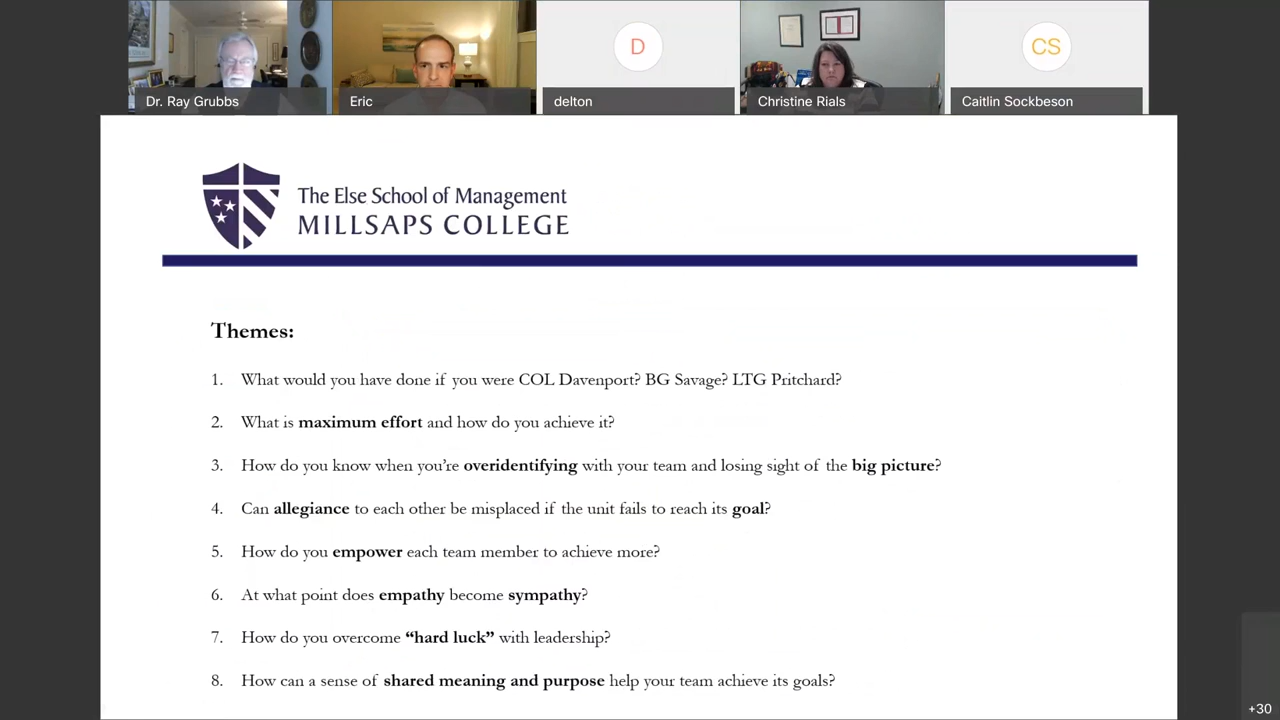 Dr. Ray Grubbs
Eric
D
delton
Christine Rials
CS
Caitlin Sockbeson
The Else School of Management
MILLSAPS COLLEGE
Themes:
1. What would you have done if you were COL Davenport? BG Savage? LTG Pritchard?
2. What is maximum effort and how do you achieve it?
3. How do you know when you’re overidentifying with your team and losing sight of the big picture?
4. Can allegiance to each other be misplaced if the unit fails to reach its goal?
5. How do you empower each team member to achieve more?
6. At what point does empathy become sympathy?
7. How do you overcome “hard luck” with leadership?
8. How can a sense of shared meaning and purpose help your team achieve its goals?
+30